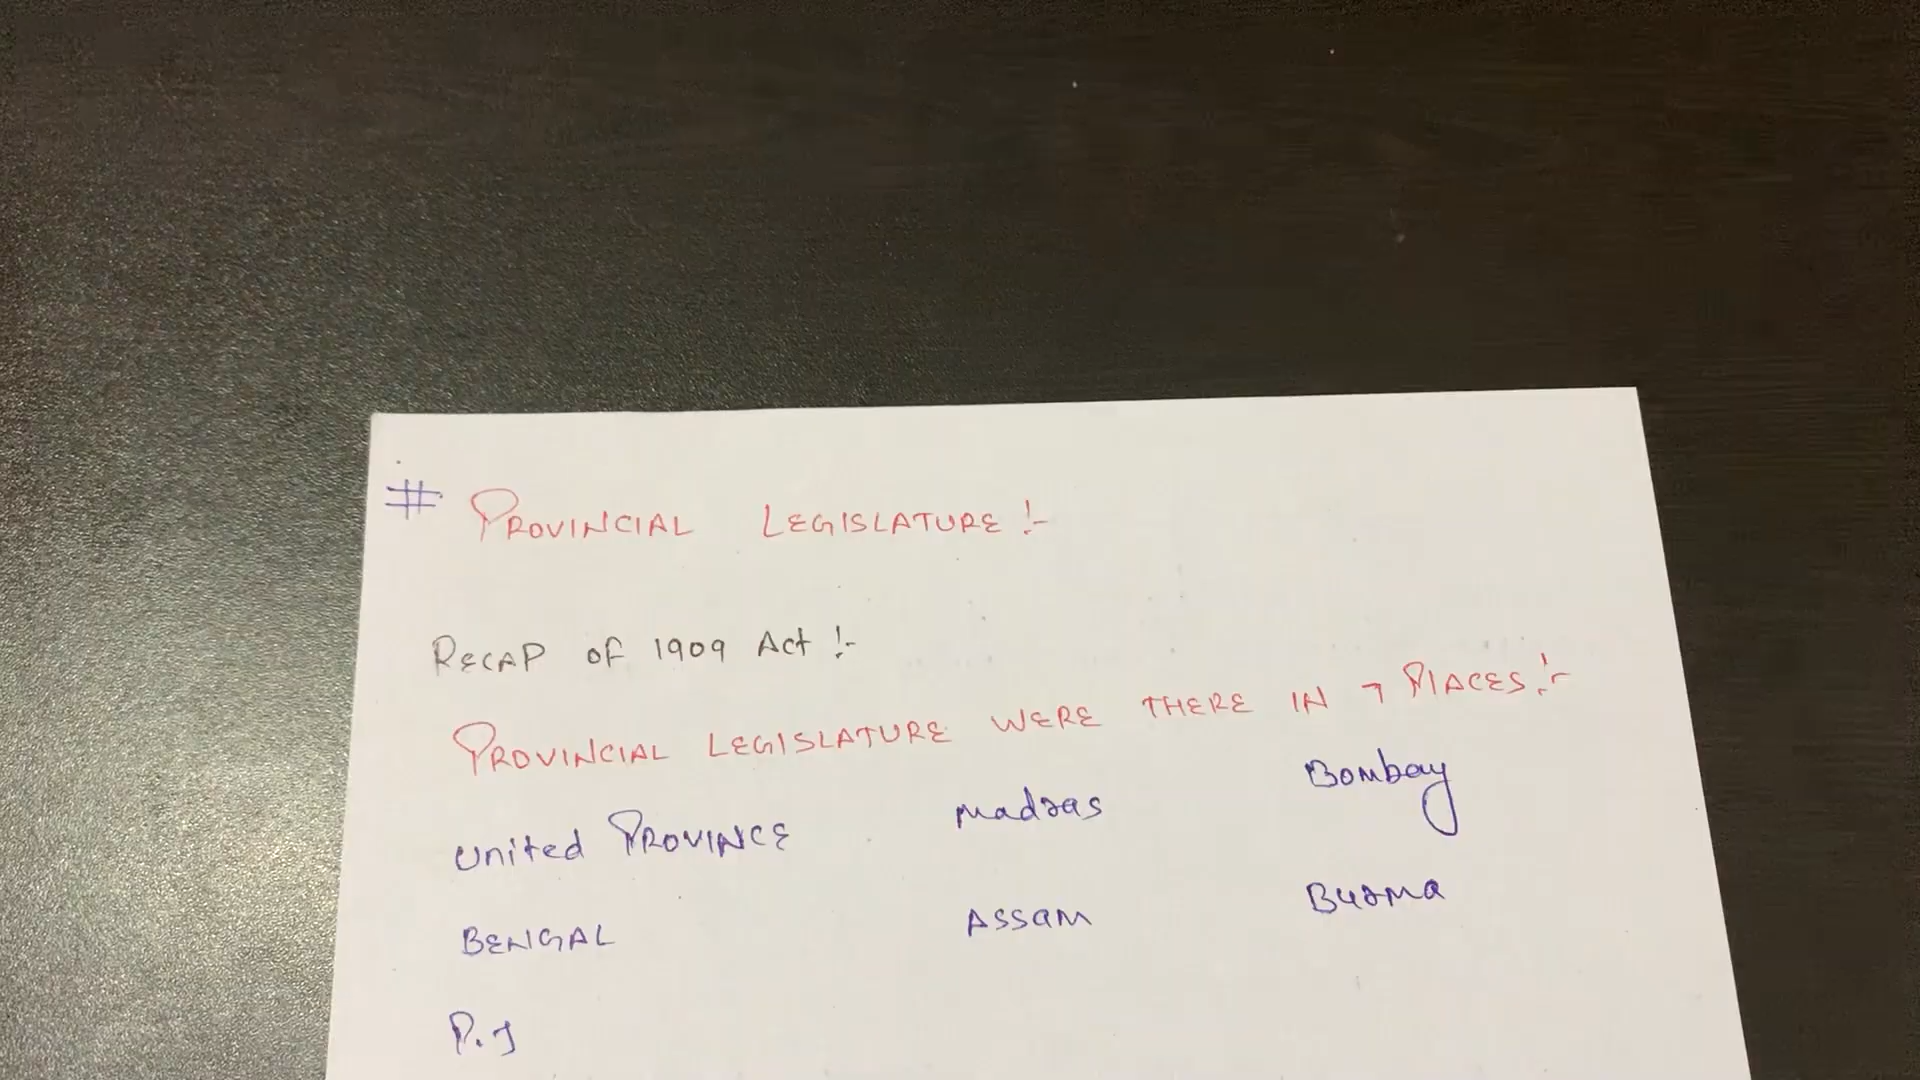 # PROVINCIAL LEGISLATURE :-
RECAP OF 1909 Act :-
PROVINCIAL LEGISLATURE WERE THERE IN 7 PlACES :-
United PROVINCE Madras Bombay
BENGAL ASSAM Burma
P.J